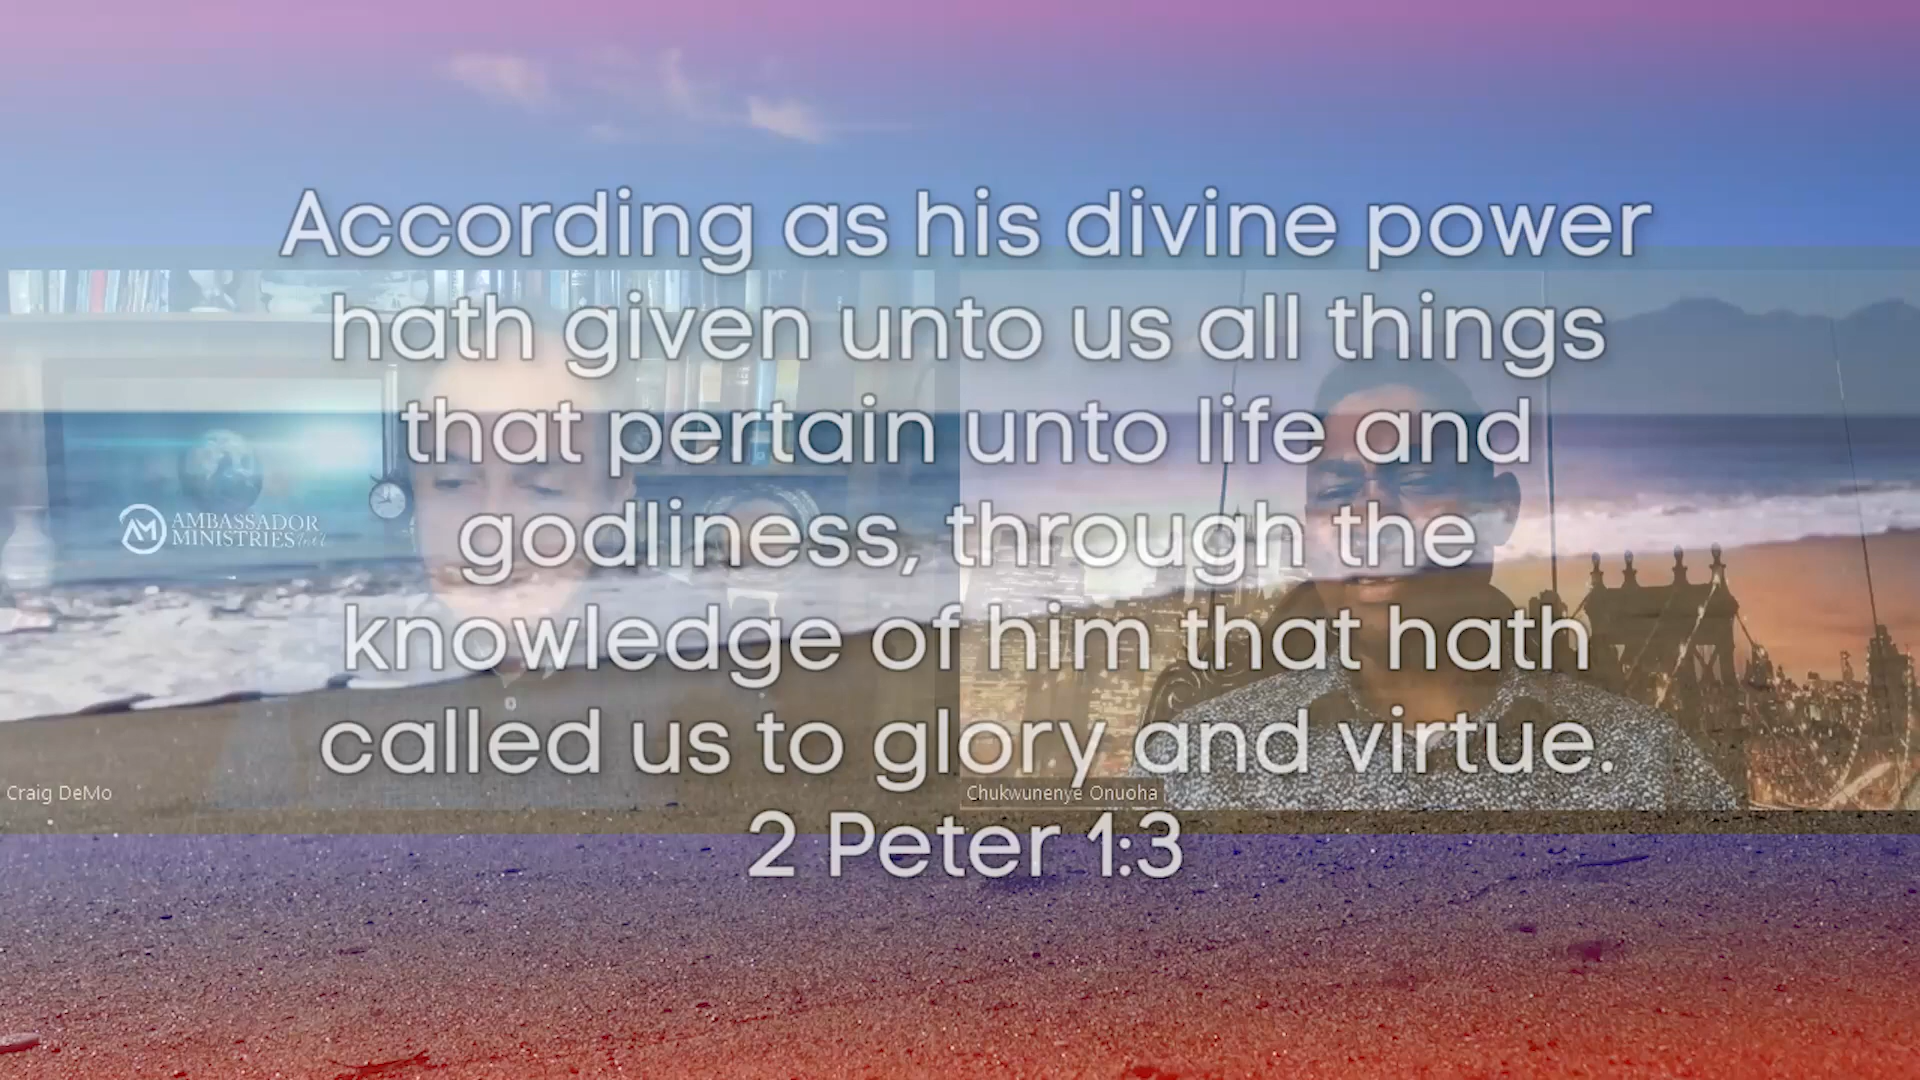 According as his divine power
hath given unto us all things
that pertain unto life and
godliness, through the
knowledge of him that hath
called us to glory and virtue.
2 Peter 1:3
AMBASSADOR
MINISTRIES
Craig DeMo
Chukwunenye Onuoha